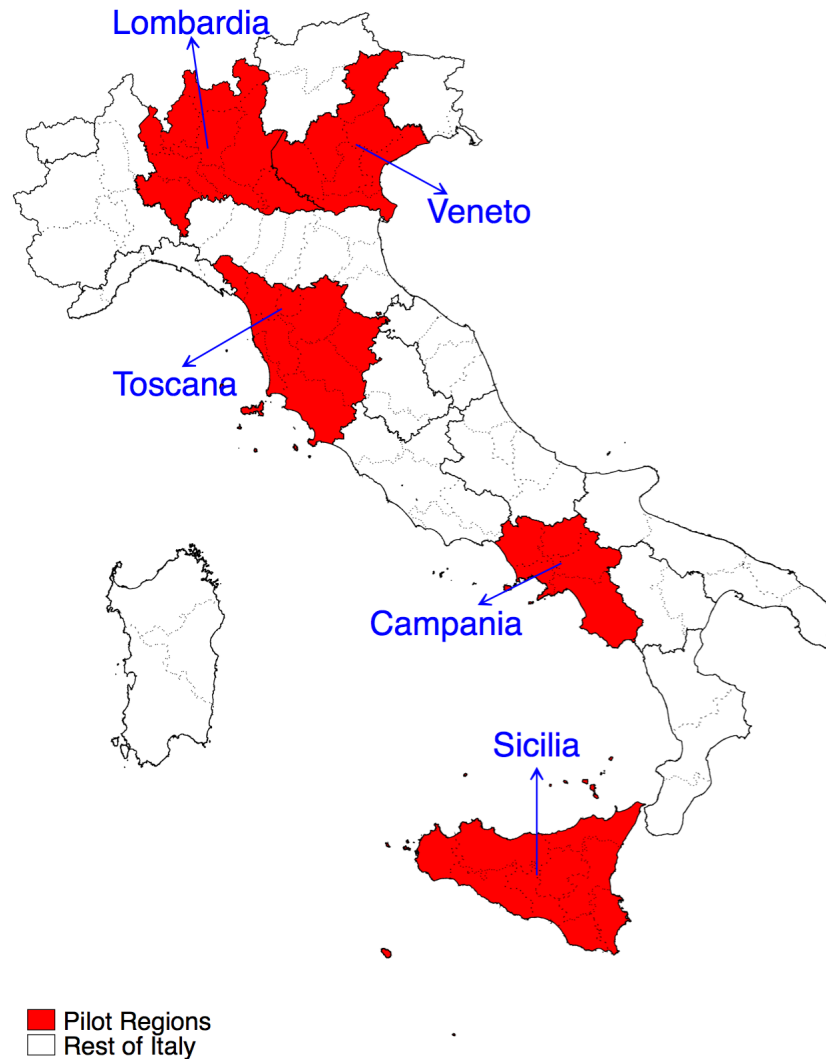 Lombardia
Veneto
Toscana
Campania
Sicilia
Pilot Regions
Rest of Italy